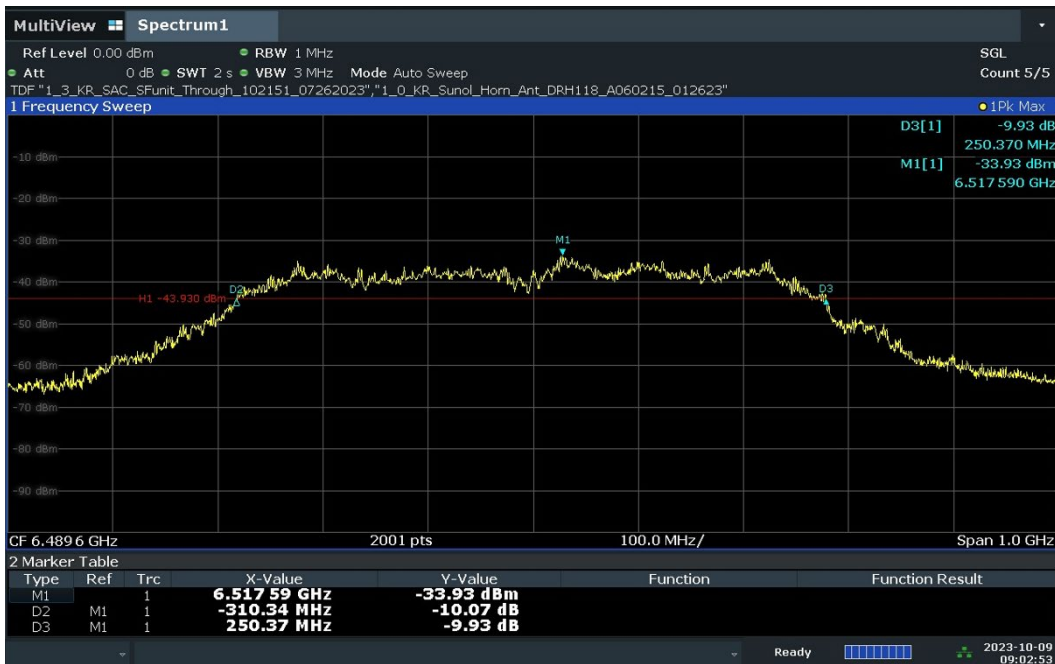 MultiView Spectrum1
Ref Level 0.00 dBm RBW 1 MHz SGL
Att 0 dB SWT 2 s VBW 3 MHz Mode Auto Sweep Count 5/5
TDF "1_3_KR_SAC_SFunit_Through_102151_07262023","1_0_KR_Sunol_Horn_Ant_DRH118_A060215_012623"
1 Frequency Sweep 1Pk Max
D3[1] -9.93 dB
250.370 MHz
M1[1] -33.93 dBm
6.517 590 GHz
-10 dBm
-20 dBm
-30 dBm
M1
-40 dBm
D2
D3
H1 -43.930 dBm
-50 dBm
-60 dBm
-70 dBm
-80 dBm
-90 dBm
CF 6.489 6 GHz 2001 pts 100.0 MHz/ Span 1.0 GHz
2 Marker Table
Type Ref Trc X-Value Y-Value Function Function Result
M1 1 6.517 59 GHz -33.93 dBm
D2 M1 1 -310.34 MHz -10.07 dB
D3 M1 1 250.37 MHz -9.93 dB
Ready 2023-10-09
09:02:53